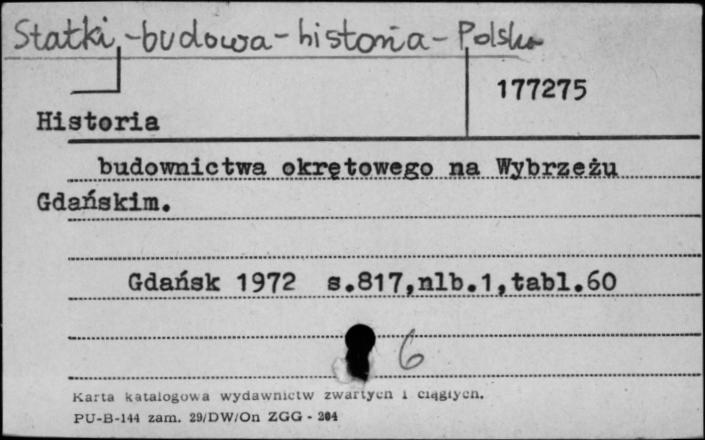 Statki - budowa - historia - Polska
177275
Historia
budownictwa okrętowego na Wybrzeżu
Gdańskim.
Gdańsk 1972 s.817,nlb.1,tabl.60
6
Karta katalogowa wydawnictw zwartych i ciągłych.
PU-B-144 zam. 29/DW/On ZGG - 264